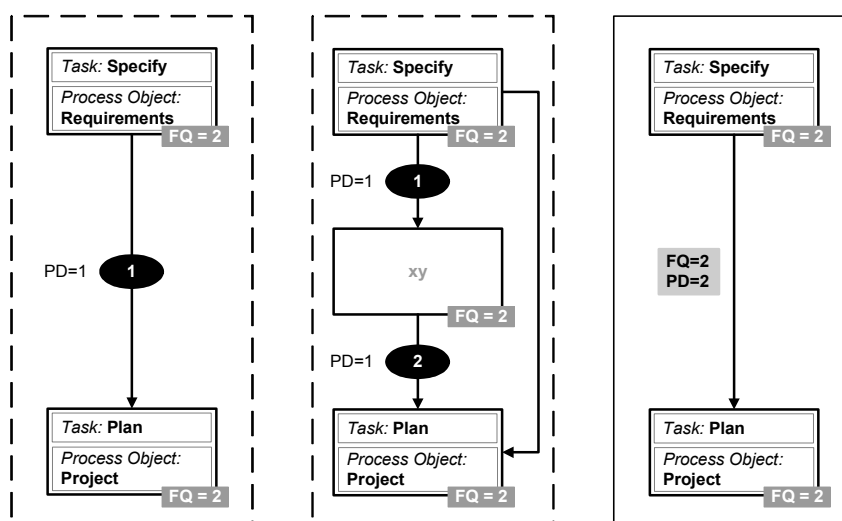 Task: Specify
Process Object:
Requirements
FQ = 2
PD=1
1
Task: Plan
Process Object:
Project
FQ = 2
Task: Specify
Process Object:
Requirements
FQ = 2
PD=1
1
xy
FQ = 2
PD=1
2
Task: Plan
Process Object:
Project
FQ = 2
Task: Specify
Process Object:
Requirements
FQ = 2
FQ=2
PD=2
Task: Plan
Process Object:
Project
FQ = 2